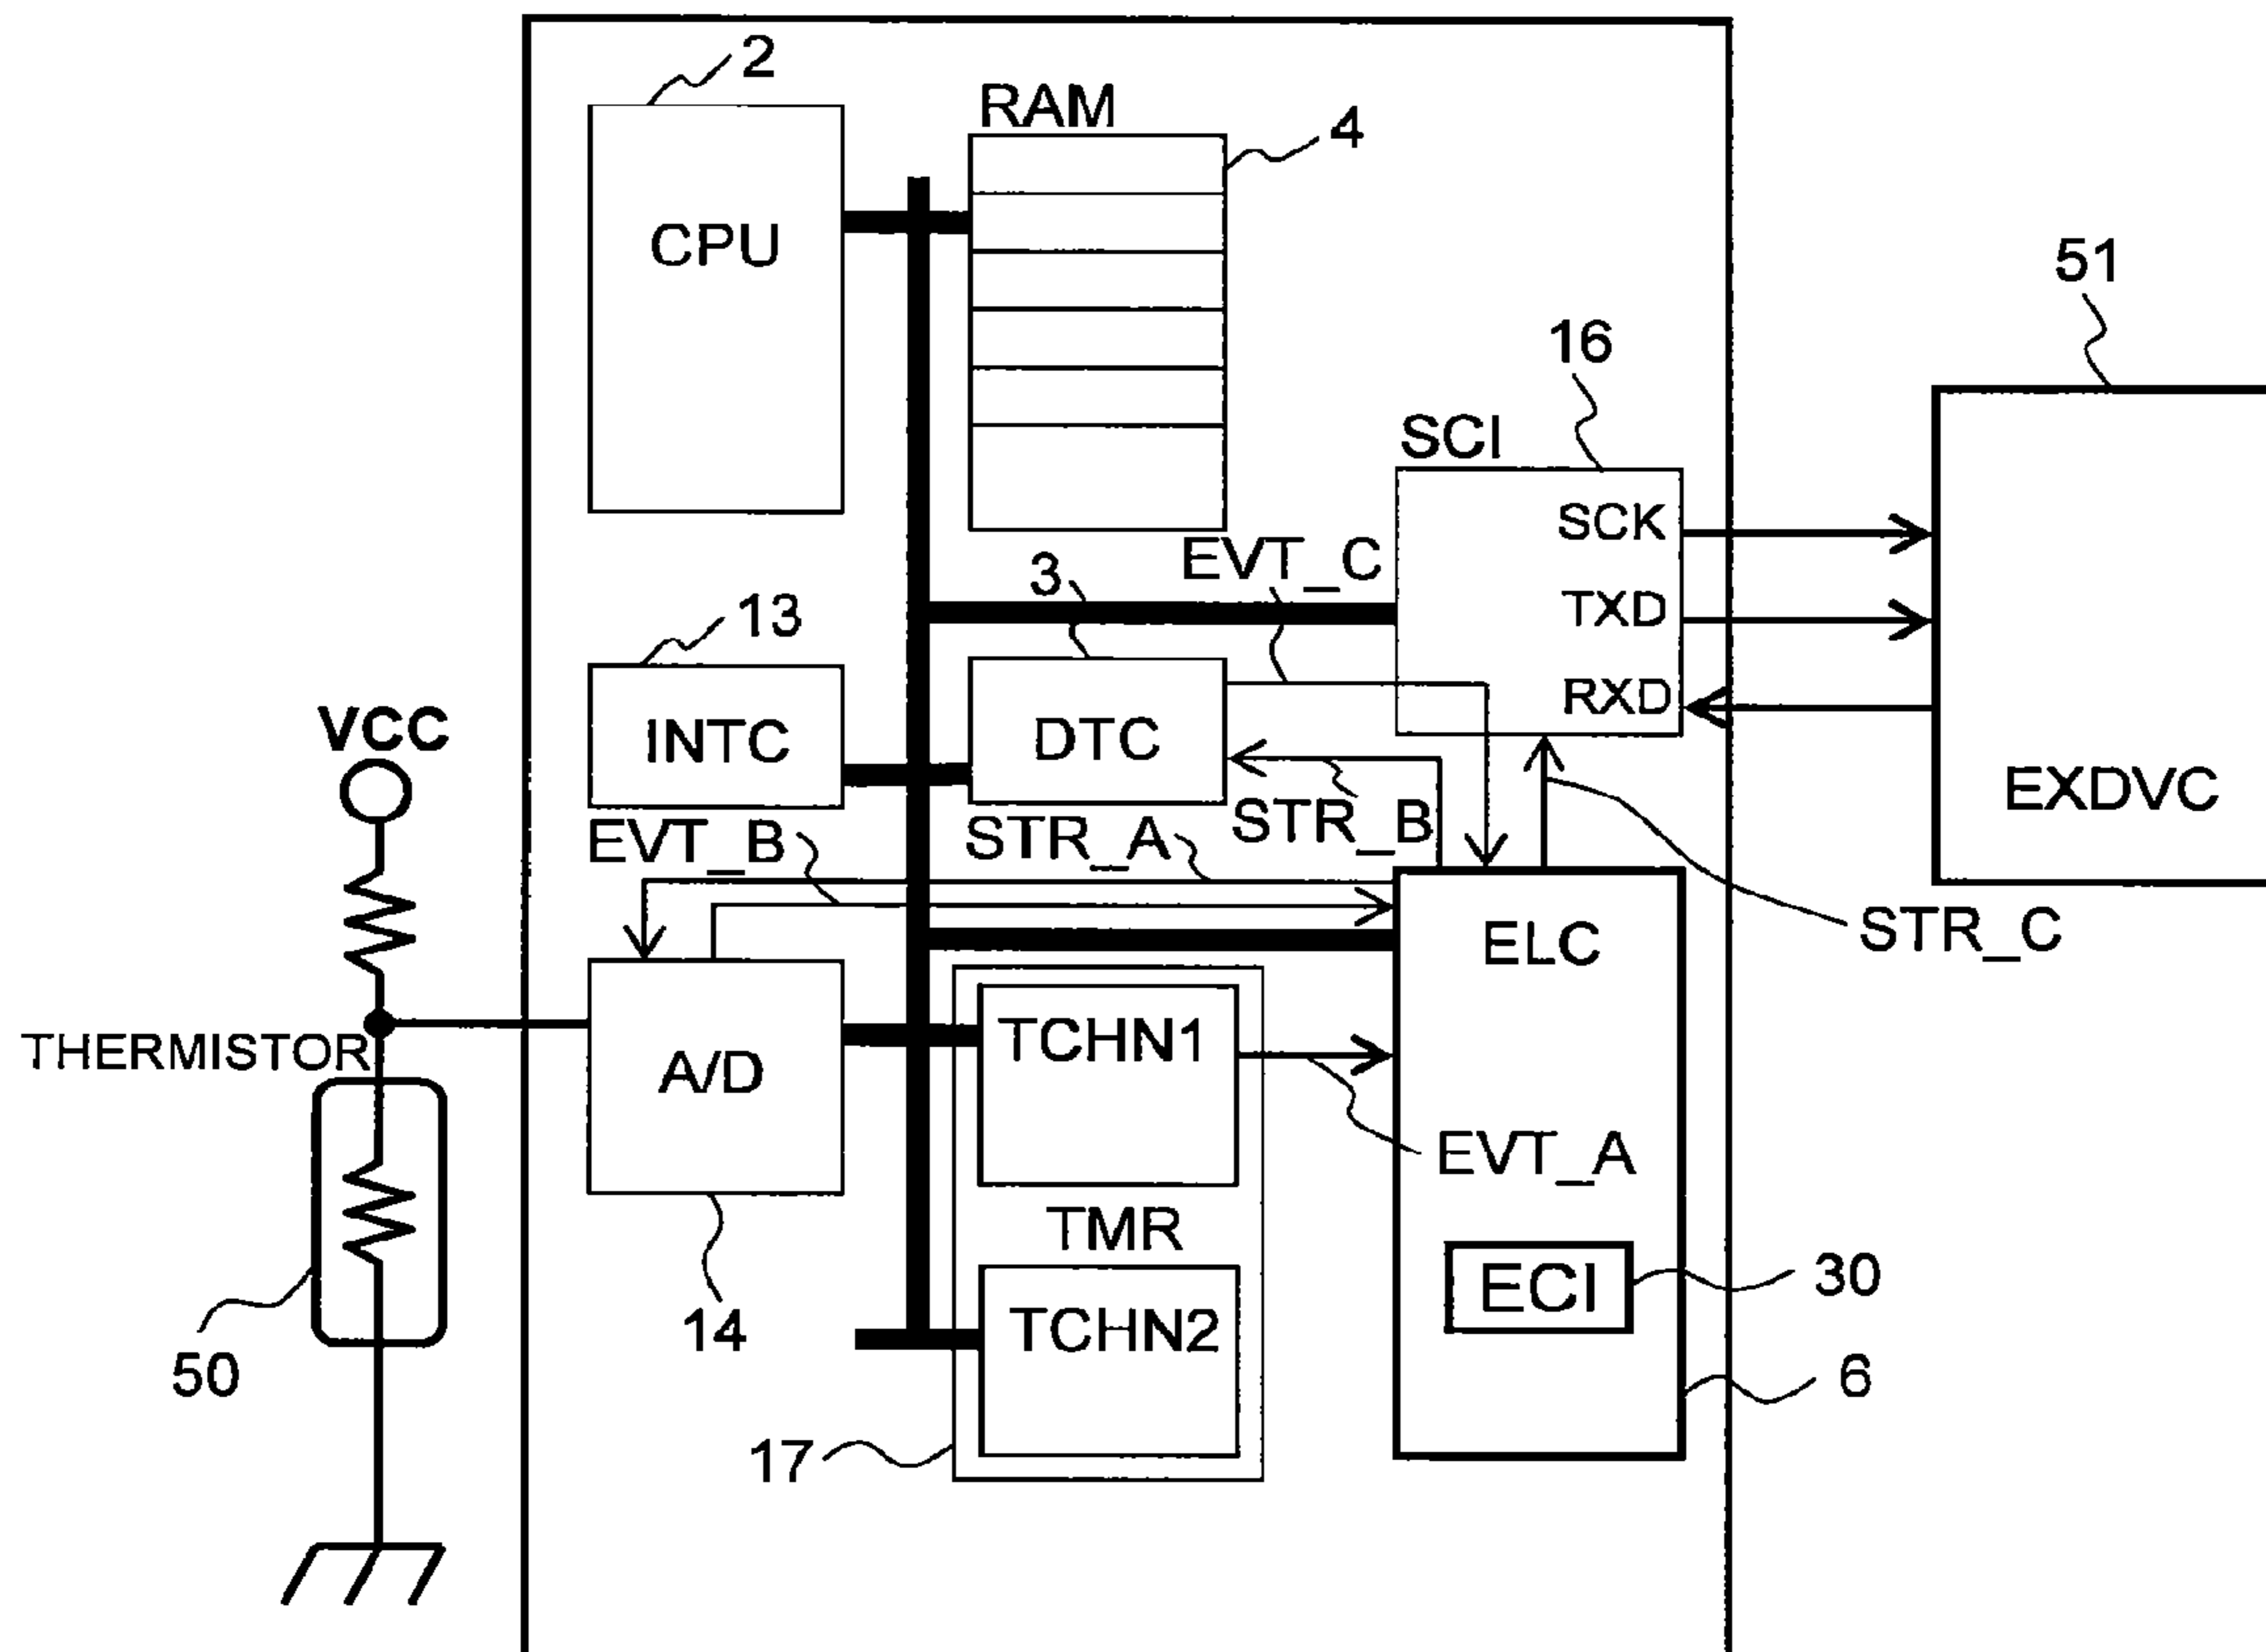 2
RAM
4
CPU
51
16
SCI
SCK
EVT_C
3
TXD
13
RXD
VCC
INTC
DTC
EXDVC
STR_B
EVT_B
STR_A
ELC
STR_C
THERMISTOR
TCHN1
A/D
EVT_A
TMR
ECI
30
14
TCHN2
50
6
17